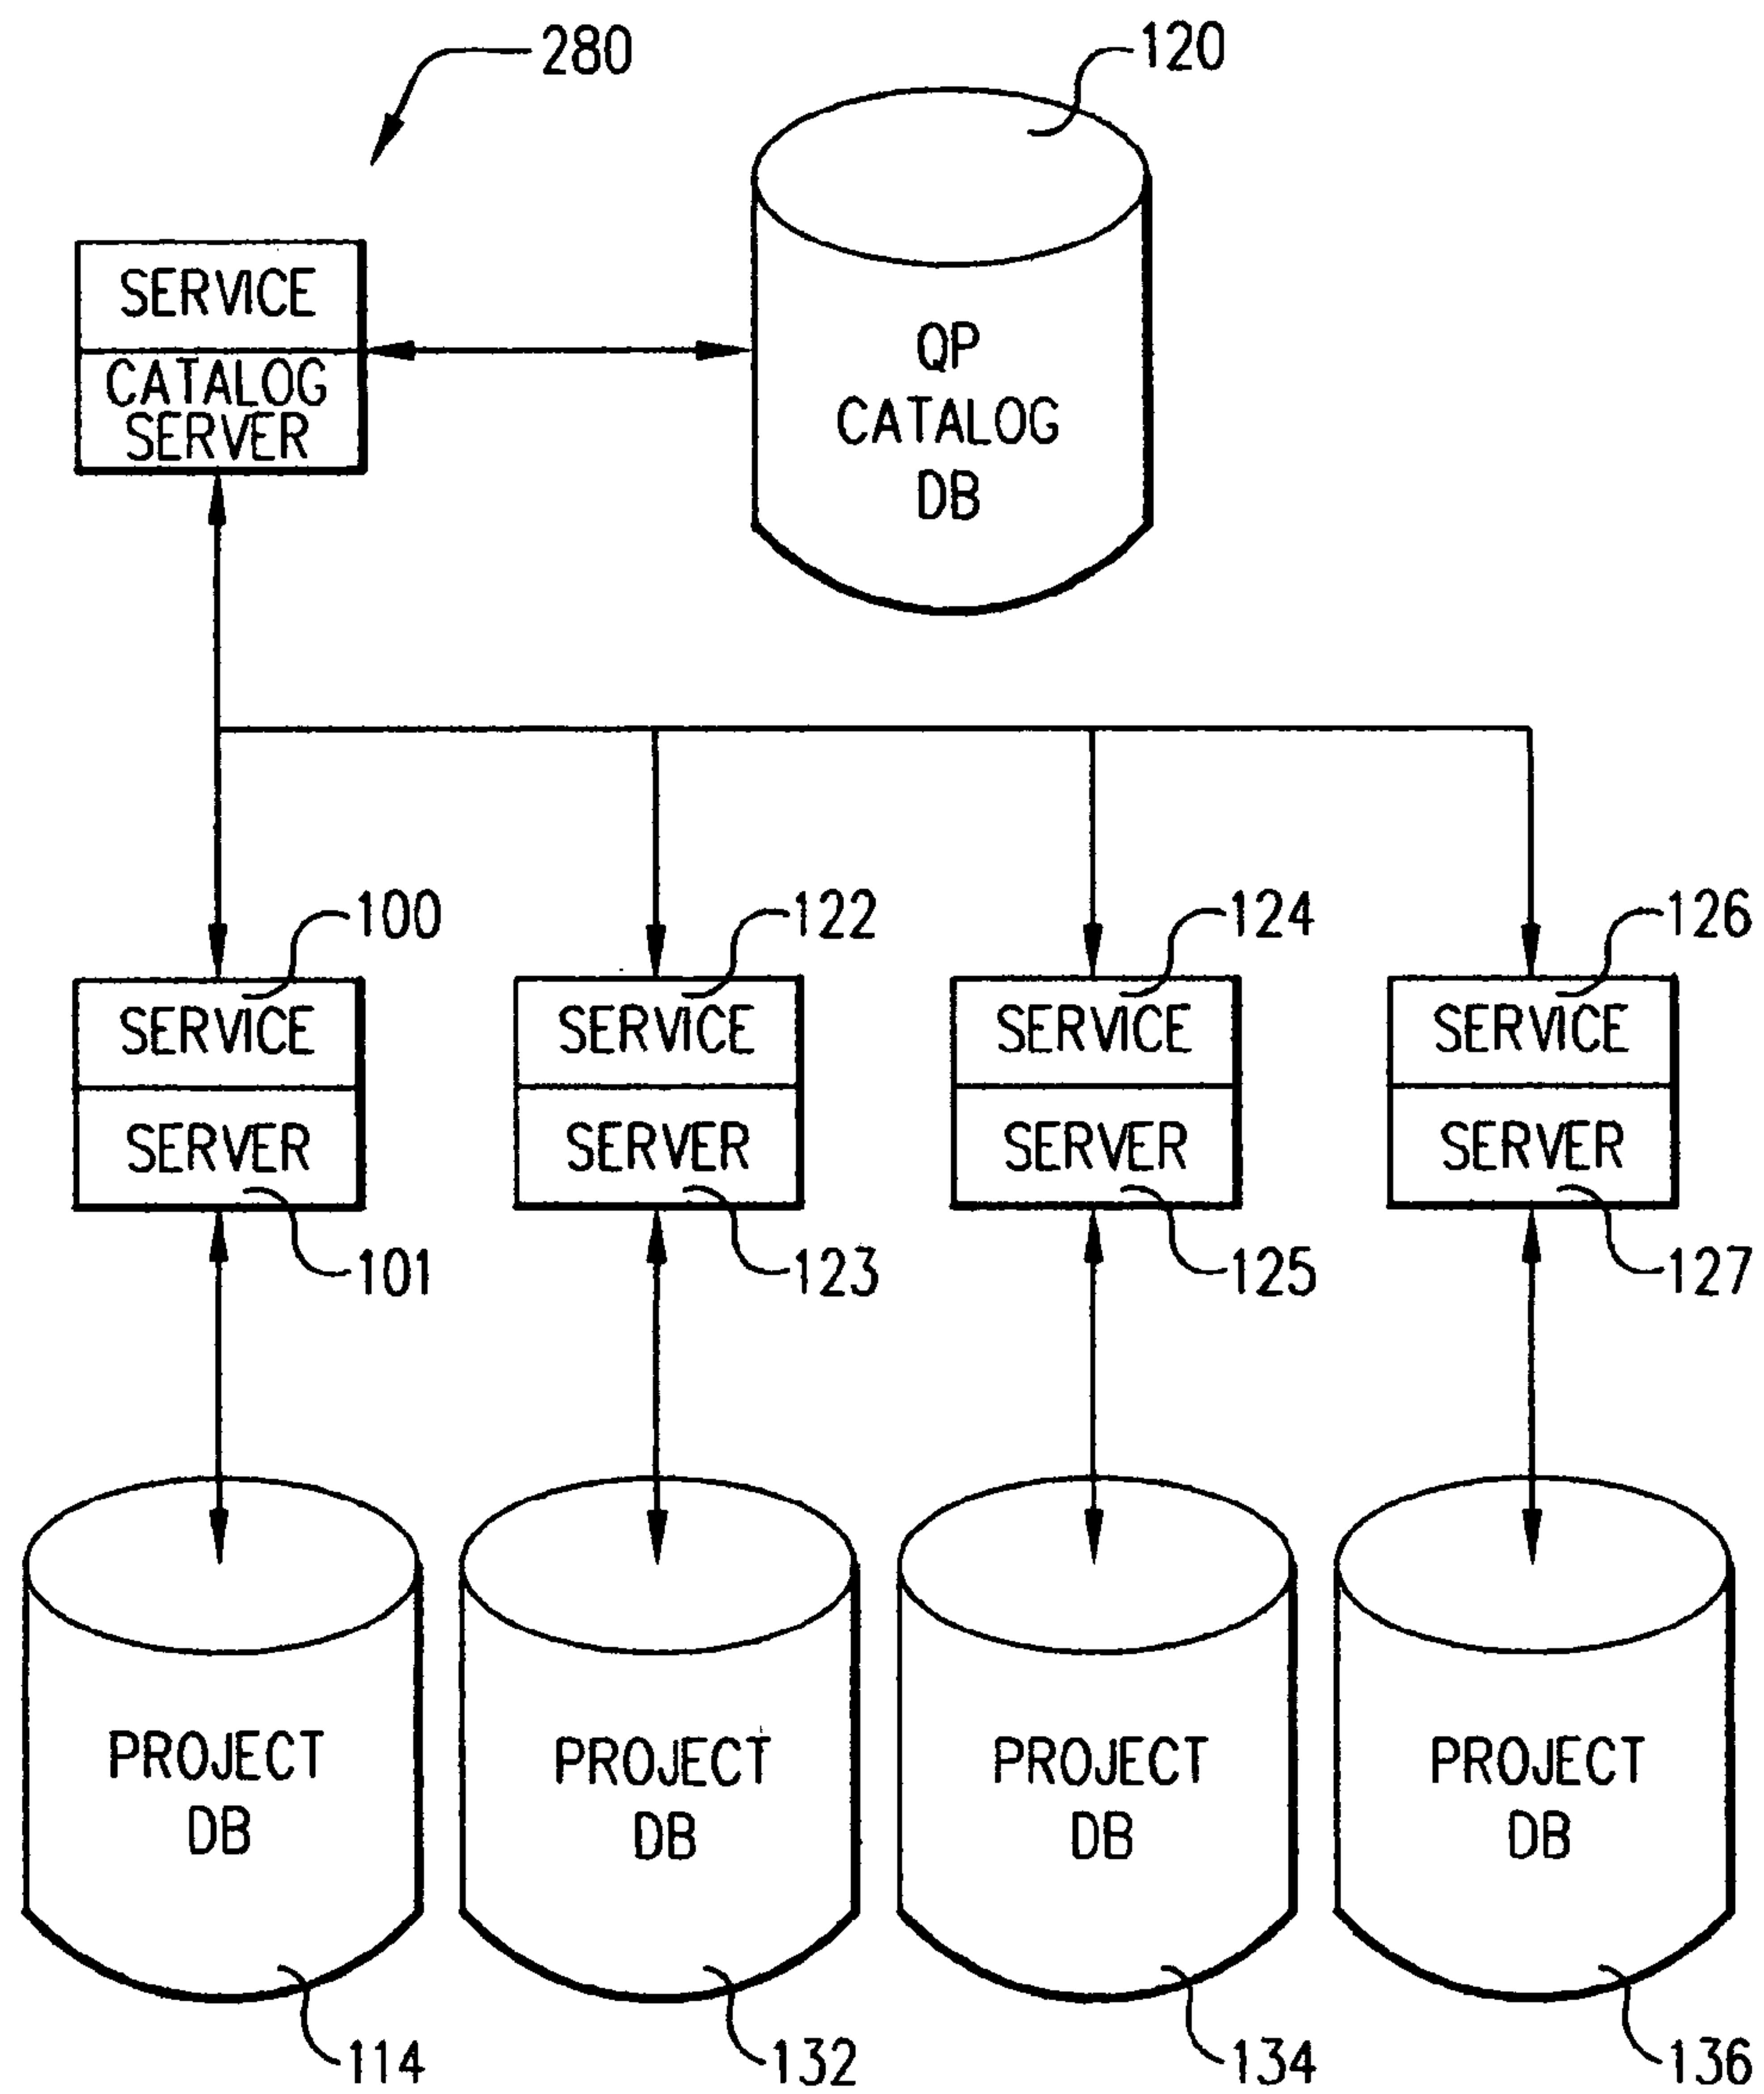 280
120
SERVICE
CATALOG
SERVER
QP
CATALOG
DB
100
122
124
126
SERVICE
SERVICE
SERVICE
SERVICE
SERVER
SERVER
SERVER
SERVER
101
123
125
127
PROJECT
DB
PROJECT
DB
PROJECT
DB
PROJECT
DB
114
132
134
136